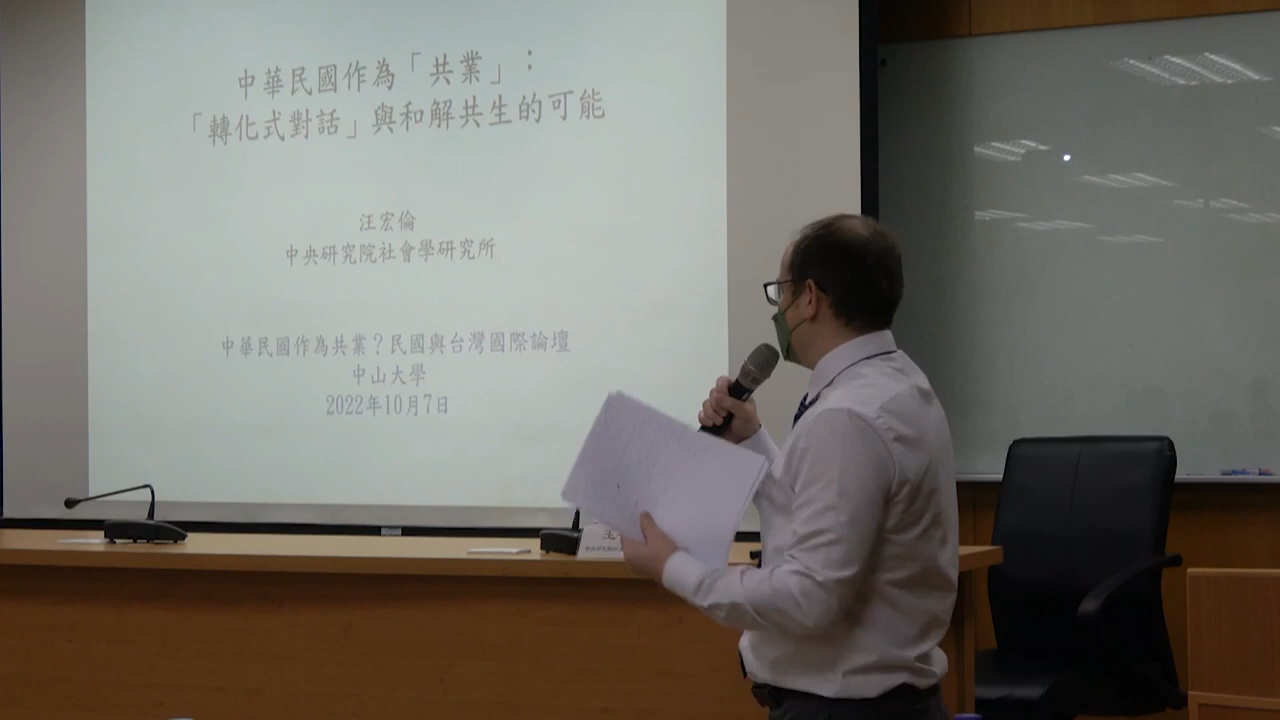 中華民國作為「共業」：
「轉化式對話」與和解共生的可能
汪宏倫
中央研究院社會學研究所
中華民國作為共業？民國與台灣國際論壇
中山大學
2022年10月7日